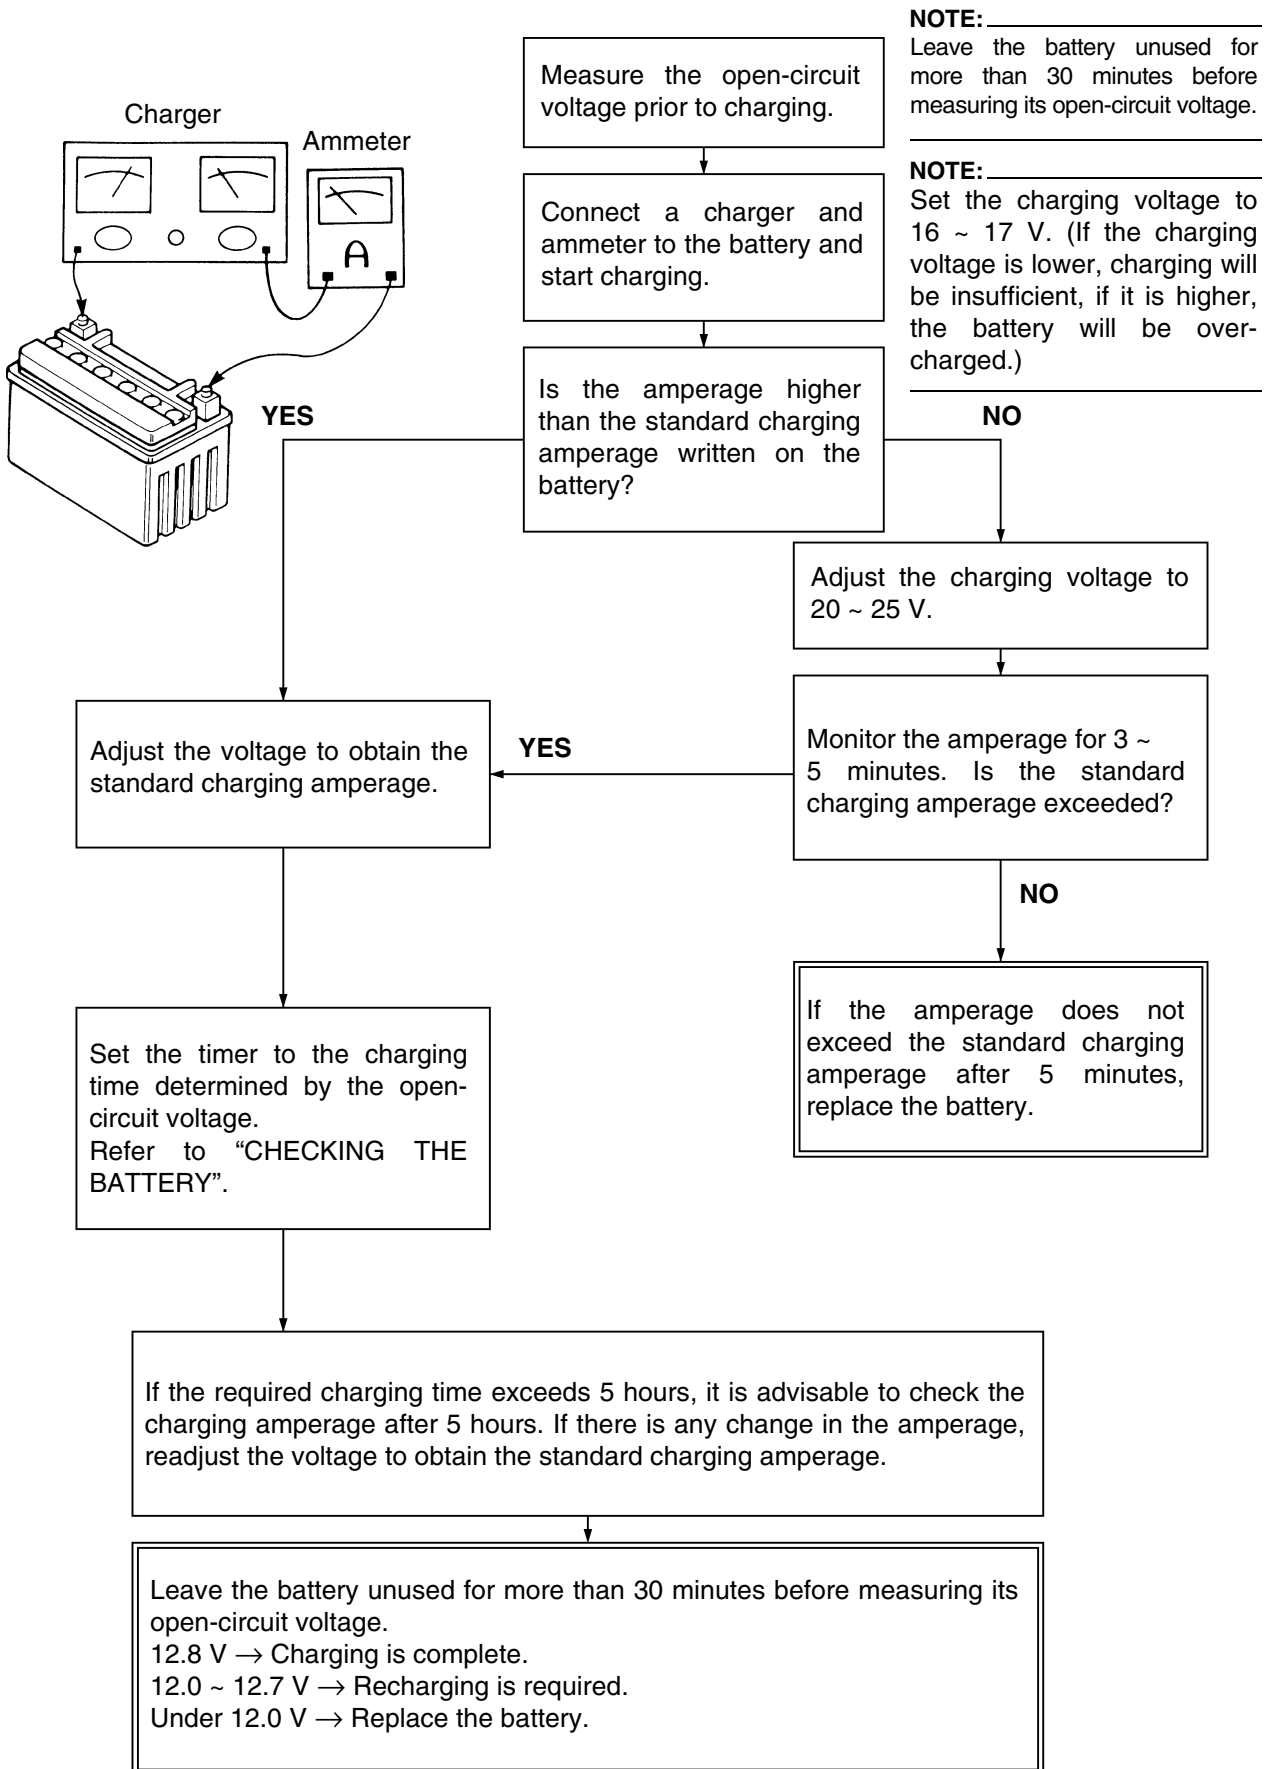 NOTE:
Leave the battery unused for
more than 30 minutes before
measuring its open-circuit voltage.
Measure the open-circuit
voltage prior to charging.
Charger
Ammeter
A
NOTE:
Set the charging voltage to
16 ~ 17 V. (If the charging
voltage is lower, charging will
be insufficient, if it is higher,
the battery will be over-
charged.)
Connect a charger and
ammeter to the battery and
start charging.
Is the amperage higher
than the standard charging
amperage written on the
battery?
YES
NO
Adjust the charging voltage to
20 ~ 25 V.
Monitor the amperage for 3 ~
5 minutes. Is the standard
charging amperage exceeded?
YES
Adjust the voltage to obtain the
standard charging amperage.
NO
If the amperage does not
exceed the standard charging
amperage after 5 minutes,
replace the battery.
Set the timer to the charging
time determined by the open-
circuit voltage.
Refer to “CHECKING THE
BATTERY”.
If the required charging time exceeds 5 hours, it is advisable to check the
charging amperage after 5 hours. If there is any change in the amperage,
readjust the voltage to obtain the standard charging amperage.
Leave the battery unused for more than 30 minutes before measuring its
open-circuit voltage.
12.8 V → Charging is complete.
12.0 ~ 12.7 V → Recharging is required.
Under 12.0 V → Replace the battery.